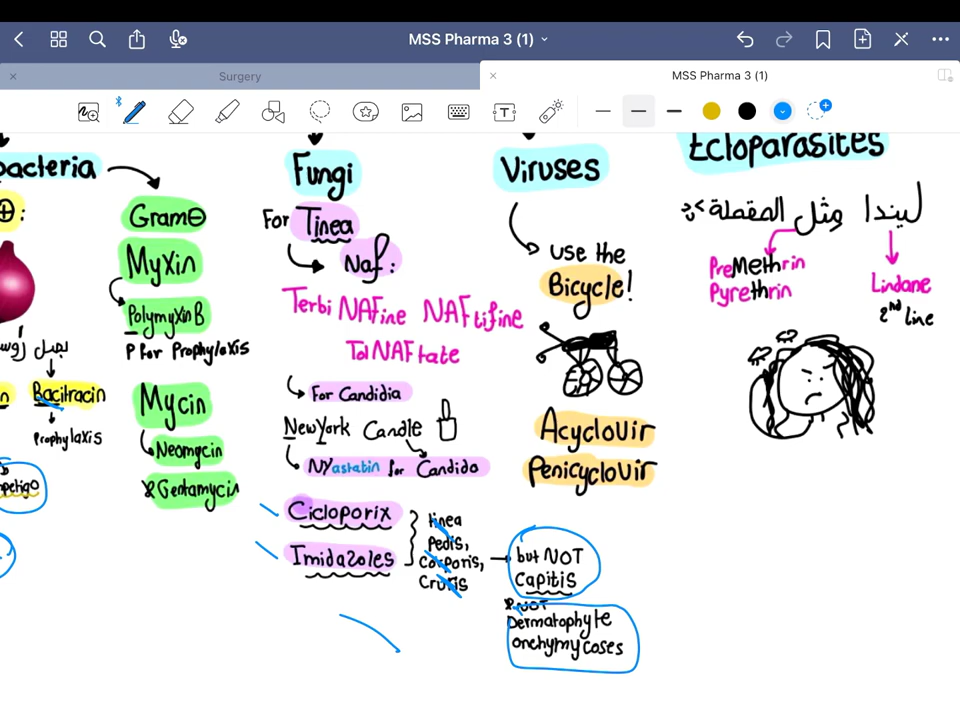 MSS Pharma 3 (1)
Surgery
MSS Pharma 3 (1)
bacteria
⊕:
بصل
Bacitracin
Prophylaxis
Gram⊖
Myxin
Polymyxin B
P for Prophylaxis
Mycin
Neomycin
& Gentamycin
Fungi
For Tinea
Naf:
TerbiNAFine NAFtifine
TolNAFtate
For Candidia
NewYork Candle
NYastatin for Candida
Cicloporix
Imidazoles
tinea
Pedis,
Corporis,
Cruris
but NOT
Capitis
& NOT
Dermatophyte
onchymycoses
Viruses
use the
Bicycle!
Acyclovir
Penicyclovir
Ectoparasites
ليندا مثل المقملة
PreMethrin
Pyrethrin
Lindane
2nd line